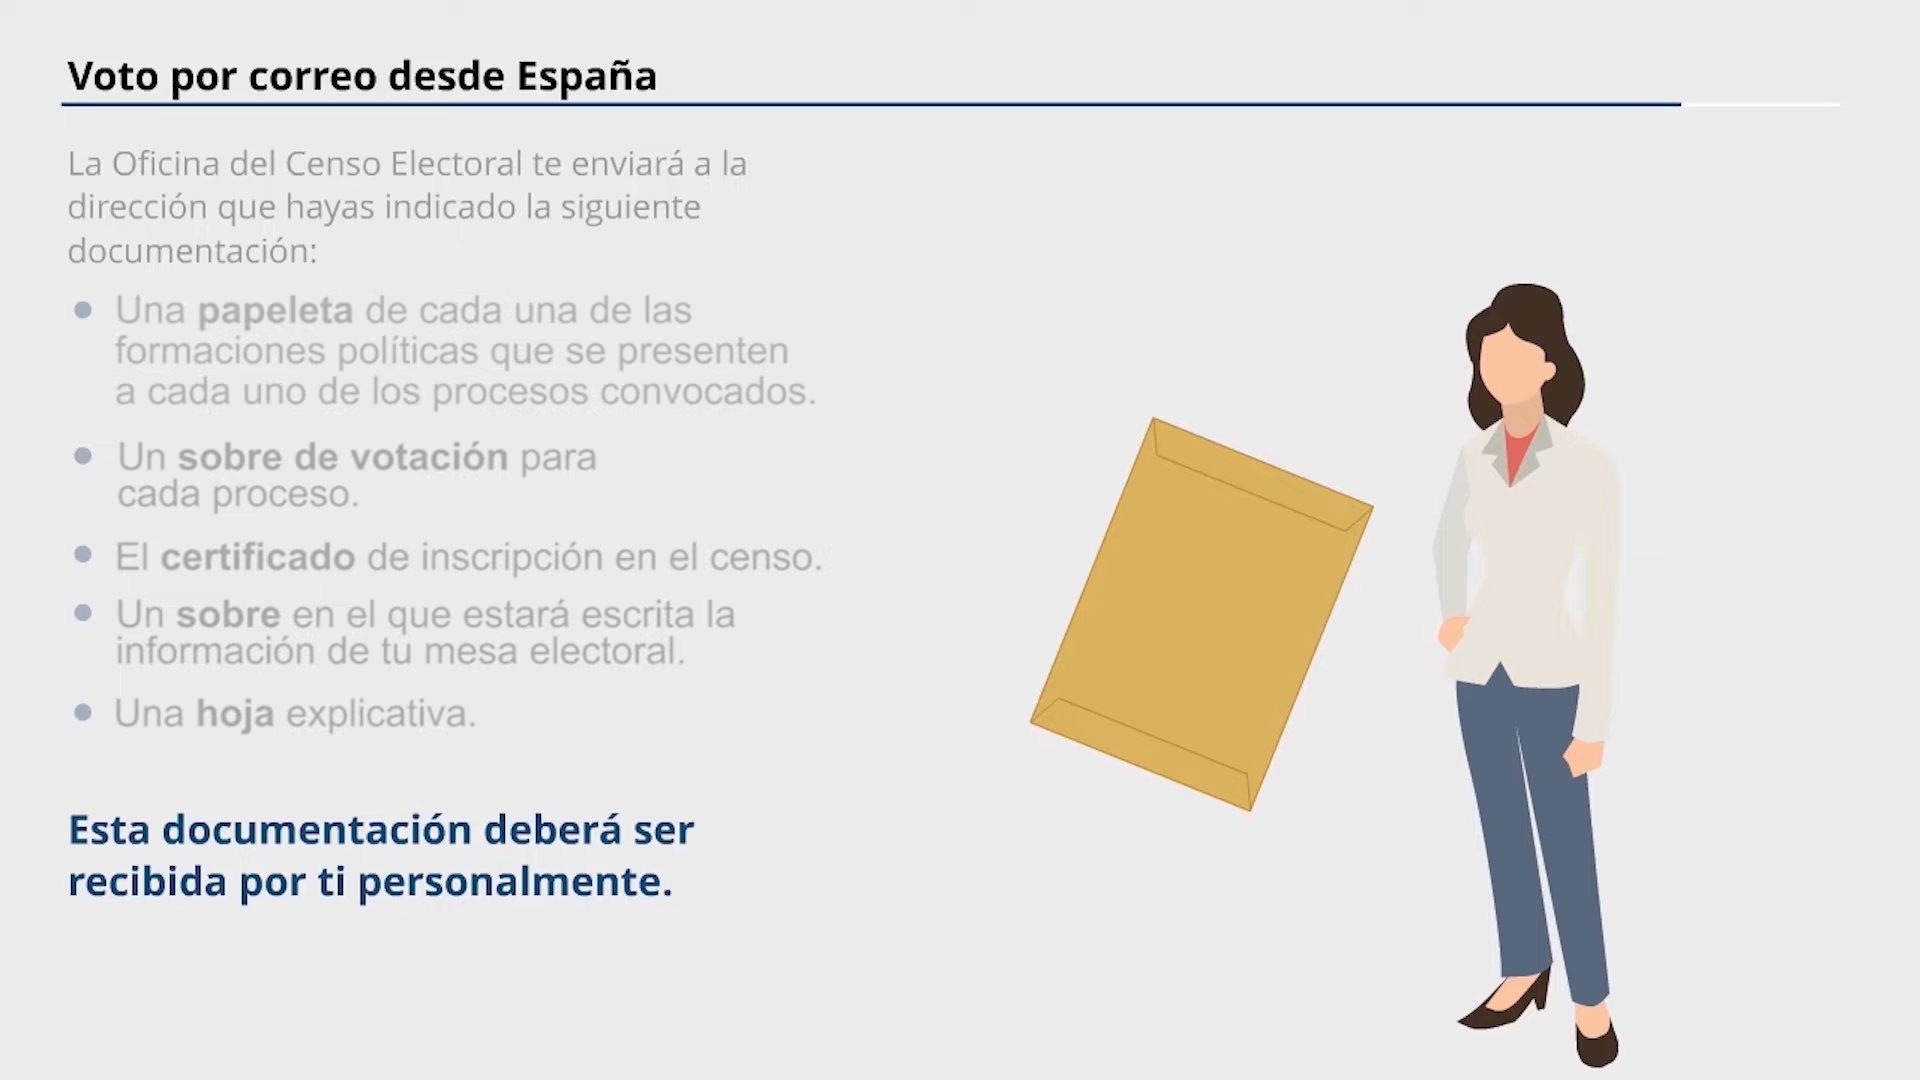 Voto por correo desde España
La Oficina del Censo Electoral te enviará a la
dirección que hayas indicado la siguiente
documentación:
Una papeleta de cada una de las
formaciones políticas que se presenten
a cada uno de los procesos convocados.
Un sobre de votación para
cada proceso.
El certificado de inscripción en el censo.
Un sobre en el que estará escrita la
información de tu mesa electoral.
Una hoja explicativa.
Esta documentación deberá ser
recibida por ti personalmente.